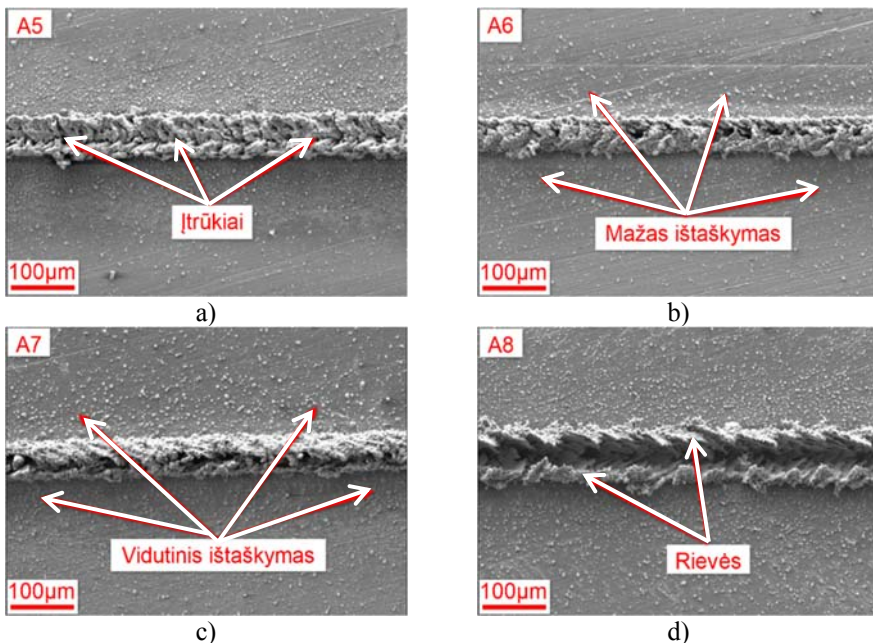 A5
Įtrūkiai
100µm
a)
A6
Mažas ištaškymas
100µm
b)
A7
Vidutinis ištaškymas
100µm
c)
A8
Rievės
100µm
d)